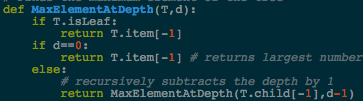 def MaxElementAtDepth(T,d):
    if T.isLeaf:
        return T.item[-1]
    if d==0:
        return T.item[-1] # returns largest number
    else:
        # recursively subtracts the depth by 1
        return MaxElementAtDepth(T.child[-1],d-1)